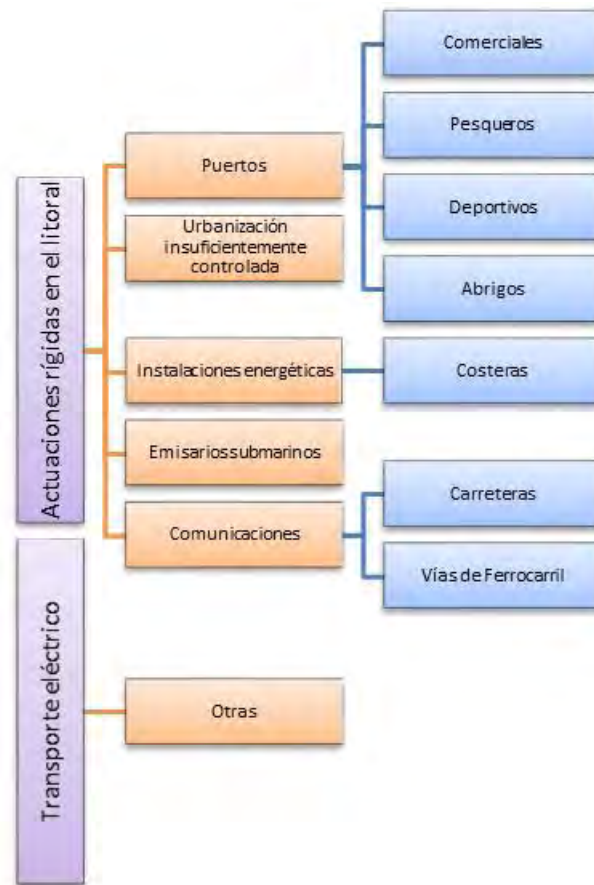 Actuaciones rígidas en el litoral
Puertos
Comerciales
Pesqueros
Deportivos
Abrigos
Urbanización
insuficientemente
controlada
Instalaciones energéticas
Costeras
Emisarios submarinos
Comunicaciones
Carreteras
Vías de Ferrocarril
Transporte eléctrico
Otras